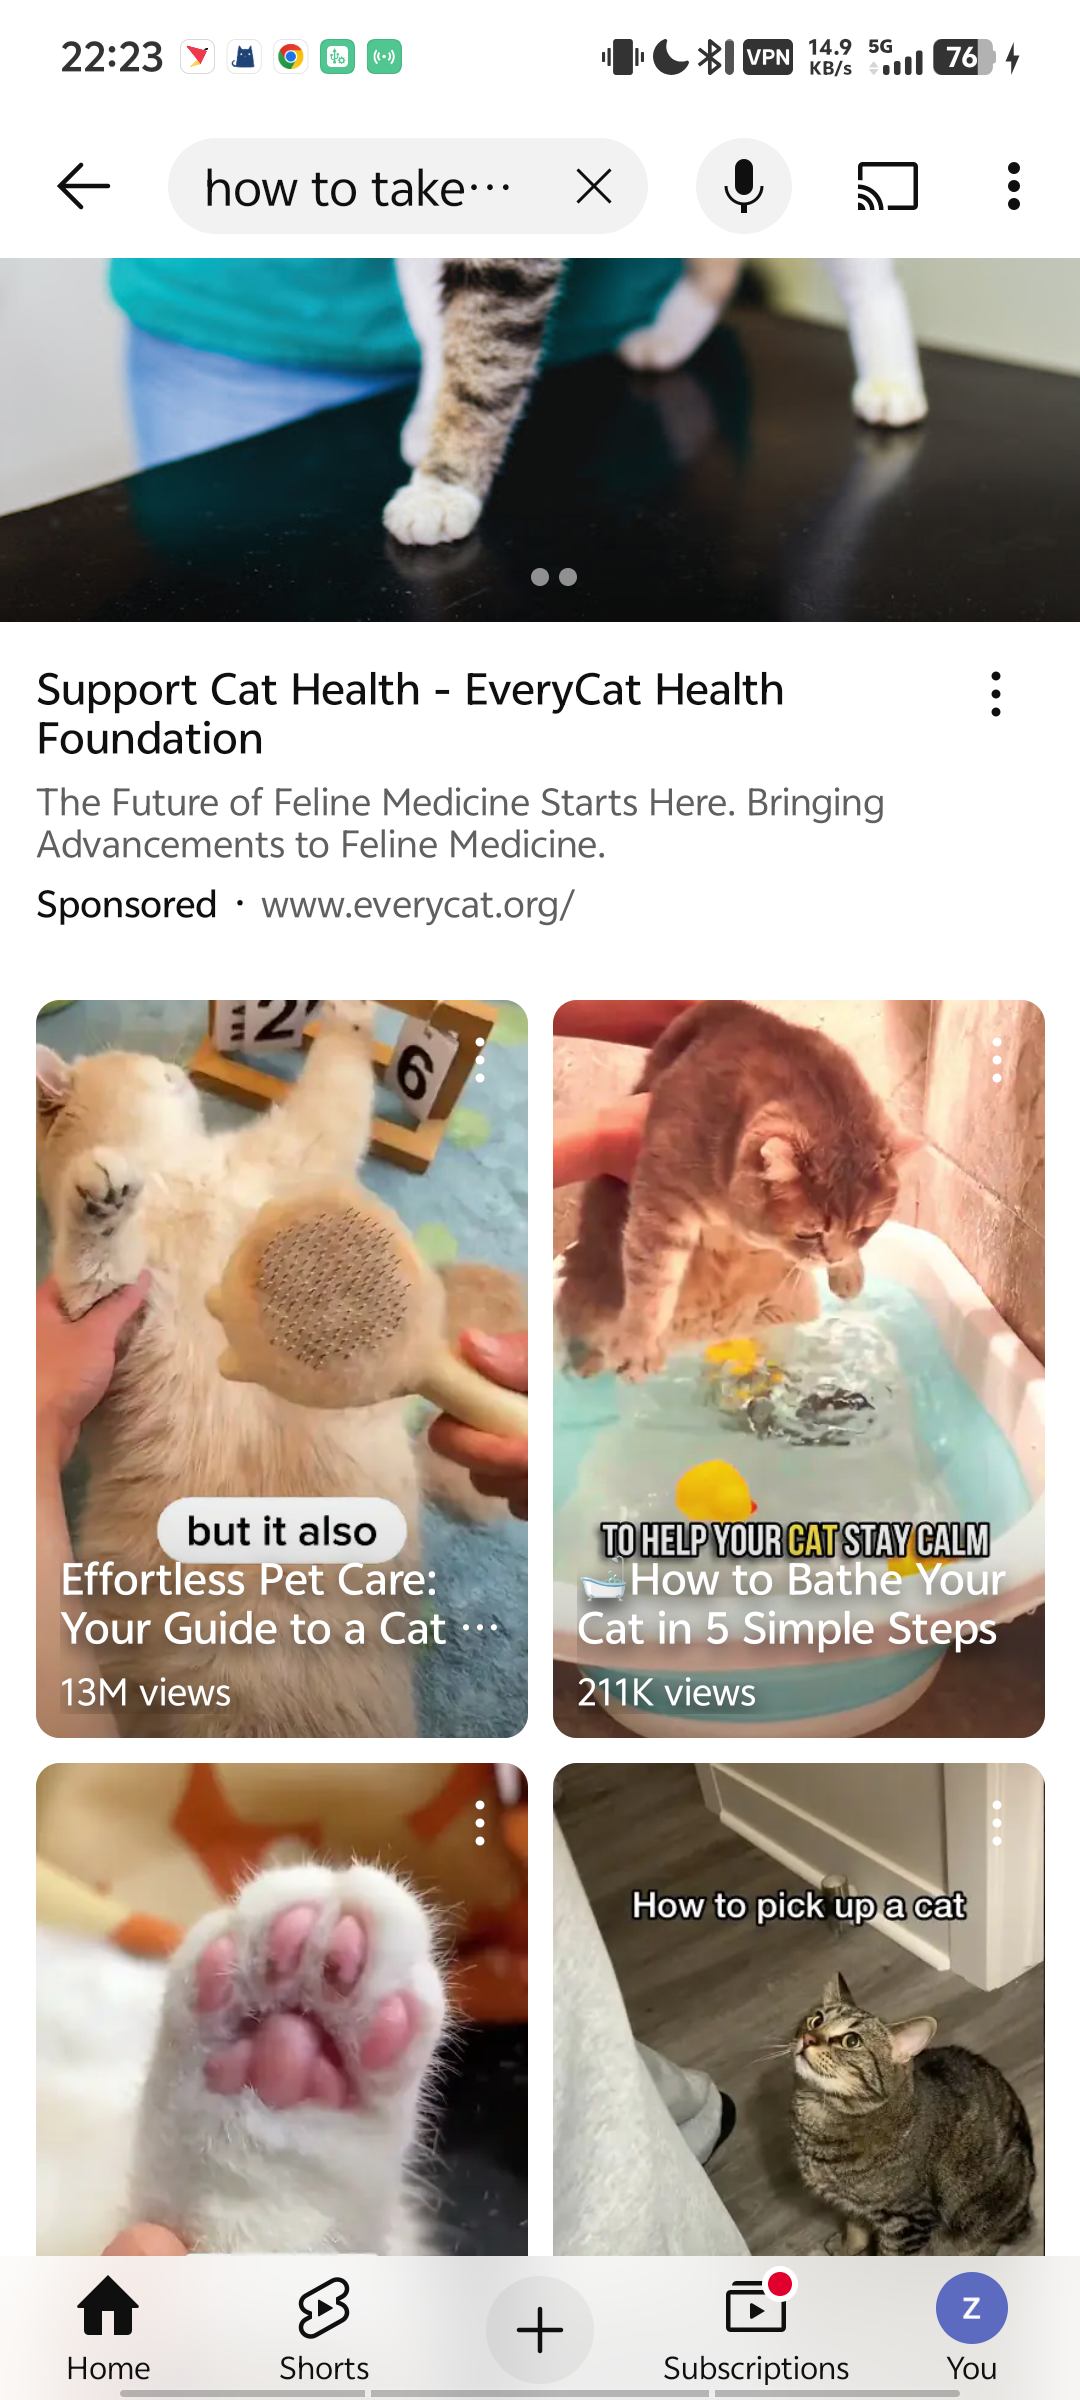 22:23
VPN
14.9
KB/s
5G
76
how to take···
Support Cat Health - EveryCat Health
Foundation
The Future of Feline Medicine Starts Here. Bringing
Advancements to Feline Medicine.
Sponsored · www.everycat.org/
2
6
but it also
Effortless Pet Care:
Your Guide to a Cat ···
13M views
TO HELP YOUR CAT STAY CALM
🛁How to Bathe Your
Cat in 5 Simple Steps
211K views
How to pick up a cat
Home
Shorts
Subscriptions
Z
You